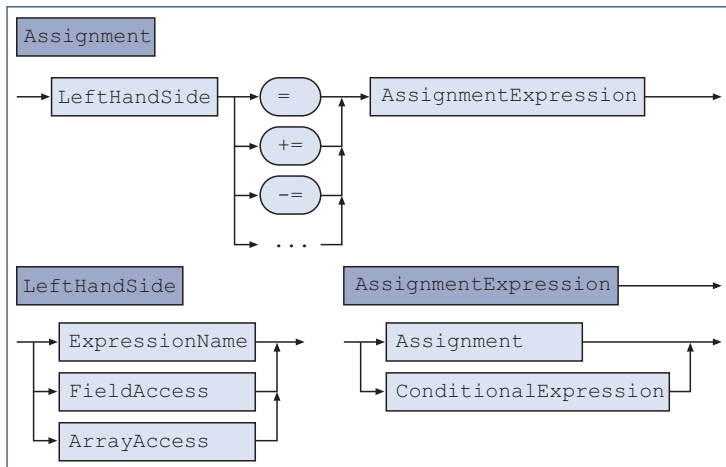 Assignment
LeftHandSide = AssignmentExpression
+=
-=
...
LeftHandSide
ExpressionName
FieldAccess
ArrayAccess
AssignmentExpression
Assignment
ConditionalExpression